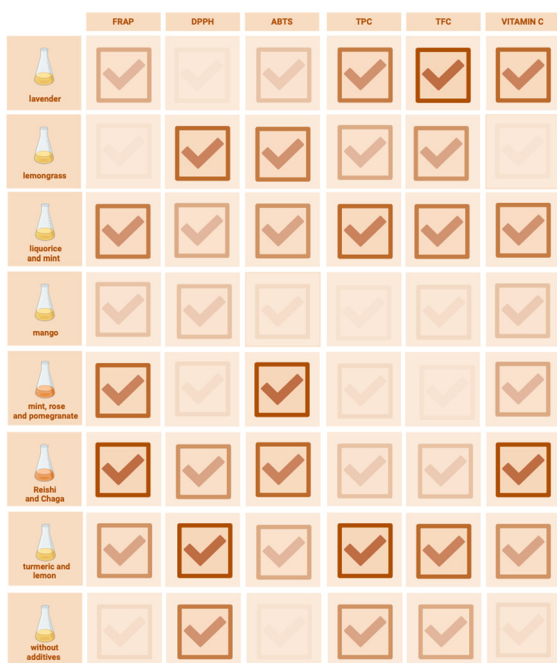 FRAP DPPH ABTS TPC TFC VITAMIN C
lavender
lemongrass
liquorice
and mint
mango
mint, rose
and pomegranate
Reishi
and Chaga
turmeric and
lemon
without
additives